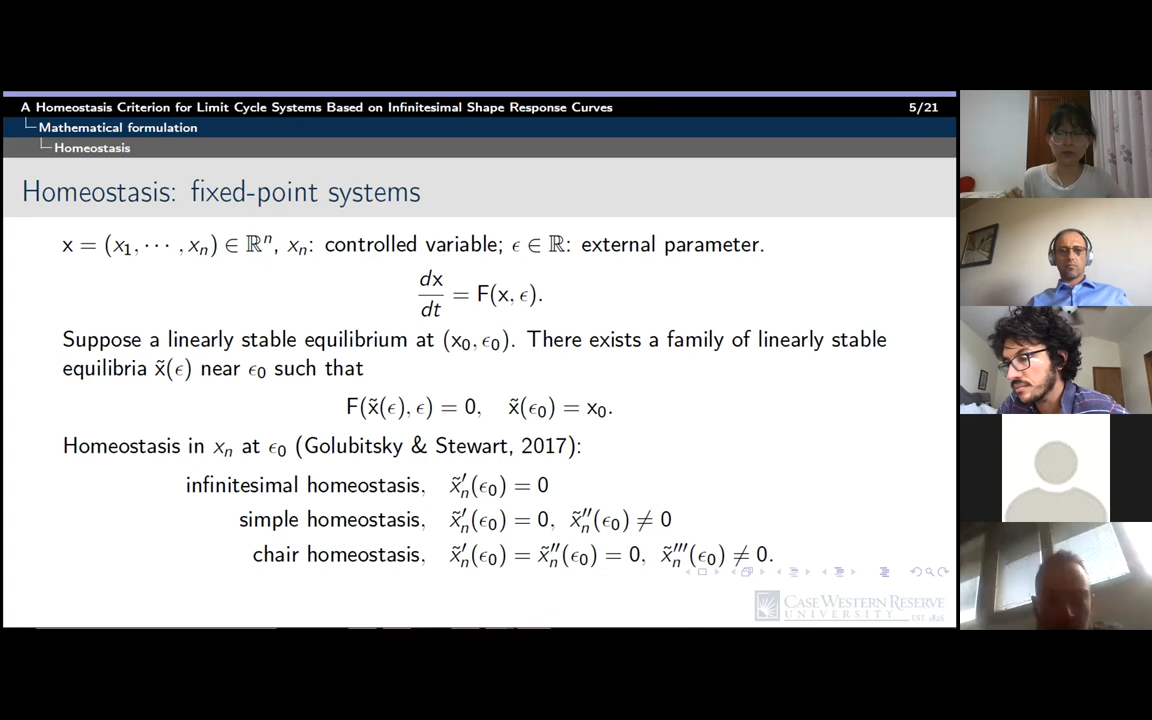 A Homeostasis Criterion for Limit Cycle Systems Based on Infinitesimal Shape Response Curves 5/21
Mathematical formulation
Homeostasis
Homeostasis: fixed-point systems
x = (x₁, ⋯ , xₙ) ∈ ℝⁿ, xₙ: controlled variable; ϵ ∈ ℝ: external parameter.
dx/dt = F(x, ϵ).
Suppose a linearly stable equilibrium at (x₀, ϵ₀). There exists a family of linearly stable
equilibria x̃(ϵ) near ϵ₀ such that
F(x̃(ϵ), ϵ) = 0, x̃(ϵ₀) = x₀.
Homeostasis in xₙ at ϵ₀ (Golubitsky & Stewart, 2017):
infinitesimal homeostasis, x̃′ₙ(ϵ₀) = 0
simple homeostasis, x̃′ₙ(ϵ₀) = 0, x̃″ₙ(ϵ₀) ≠ 0
chair homeostasis, x̃′ₙ(ϵ₀) = x̃″ₙ(ϵ₀) = 0, x̃‴ₙ(ϵ₀) ≠ 0.
CASE WESTERN RESERVE
UNIVERSITY EST. 1826